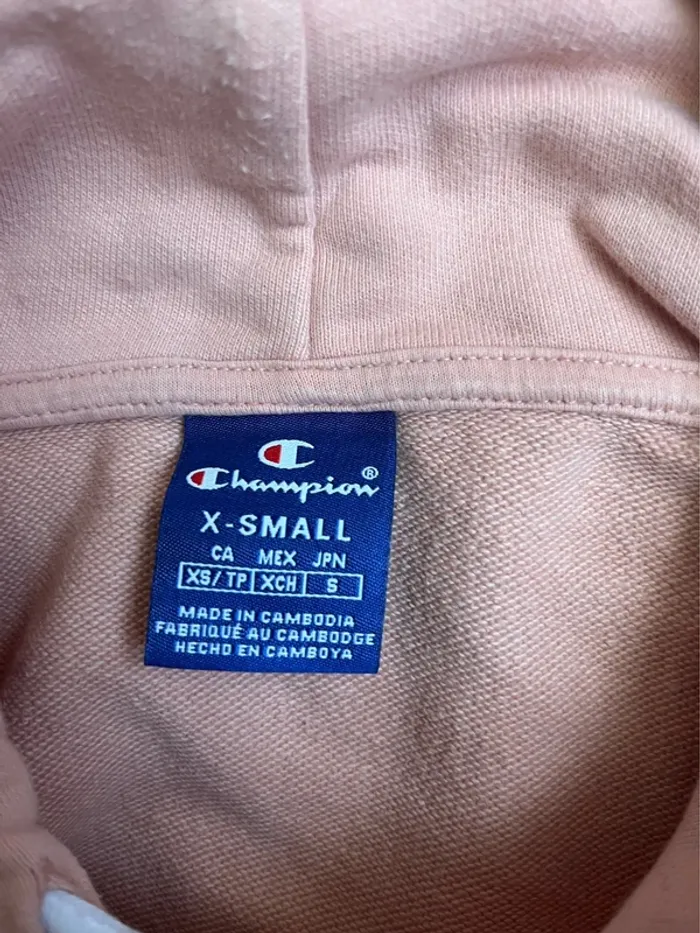 Champion®
X-SMALL
CA MEX JPN
XS/TP XCH S
MADE IN CAMBODIA
FABRIQUÉ AU CAMBODGE
HECHO EN CAMBOYA